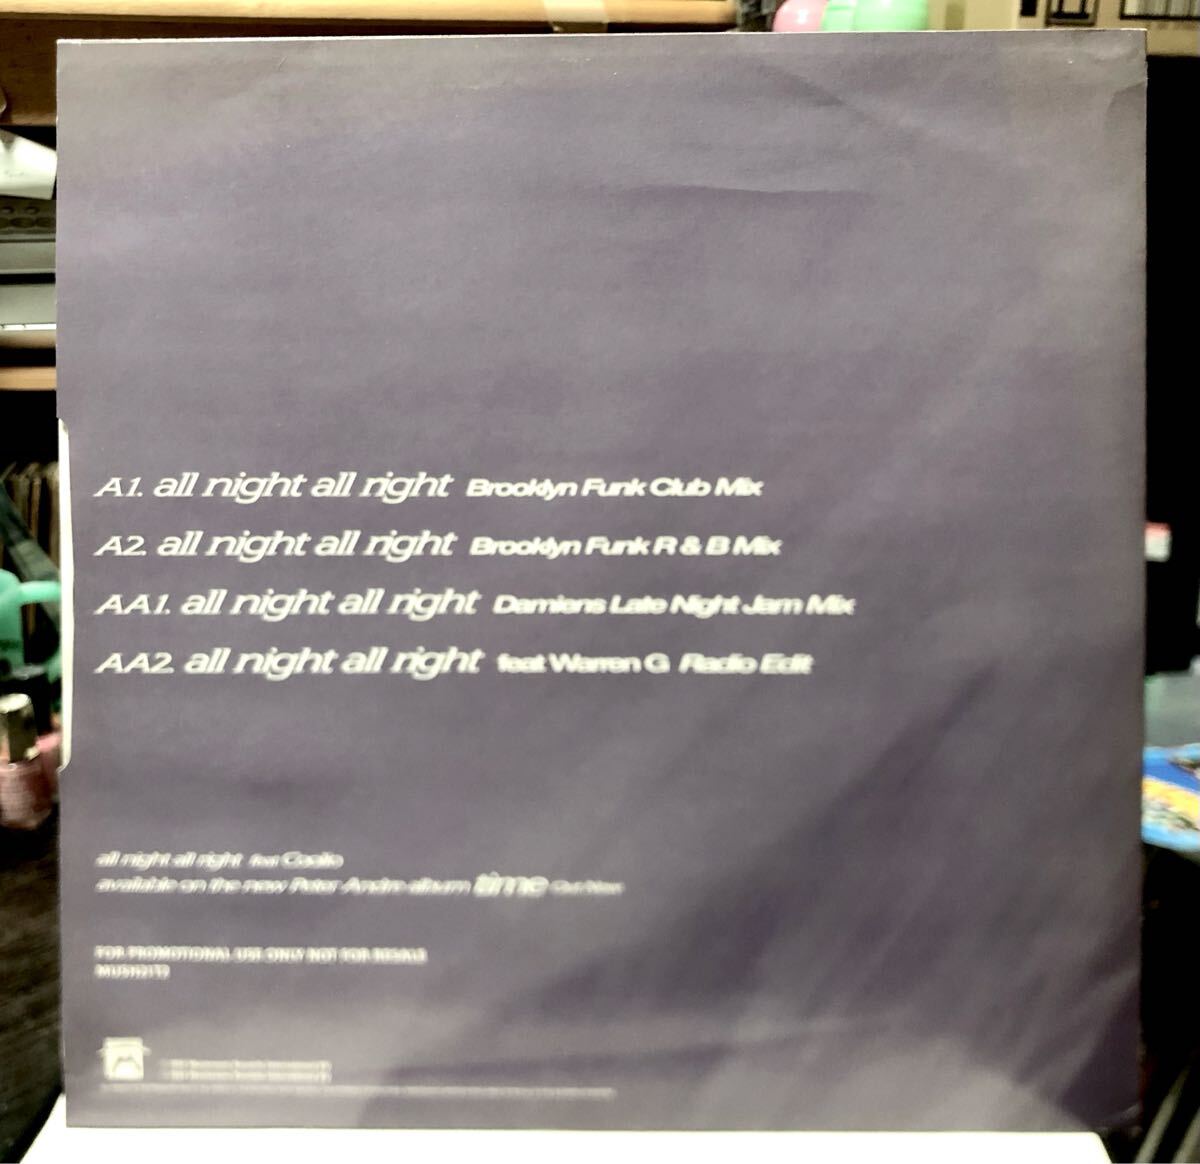 A1. all night all right Brooklyn Funk Club Mix
A2. all night all right Brooklyn Funk R & B Mix
AA1. all night all right Damiens Late Night Jam Mix
AA2. all night all right feat Warren G Radio Edit
all night all right feat Coolio
available on the new Peter Andre album time Out Now
FOR PROMOTIONAL USE ONLY NOT FOR RESALE